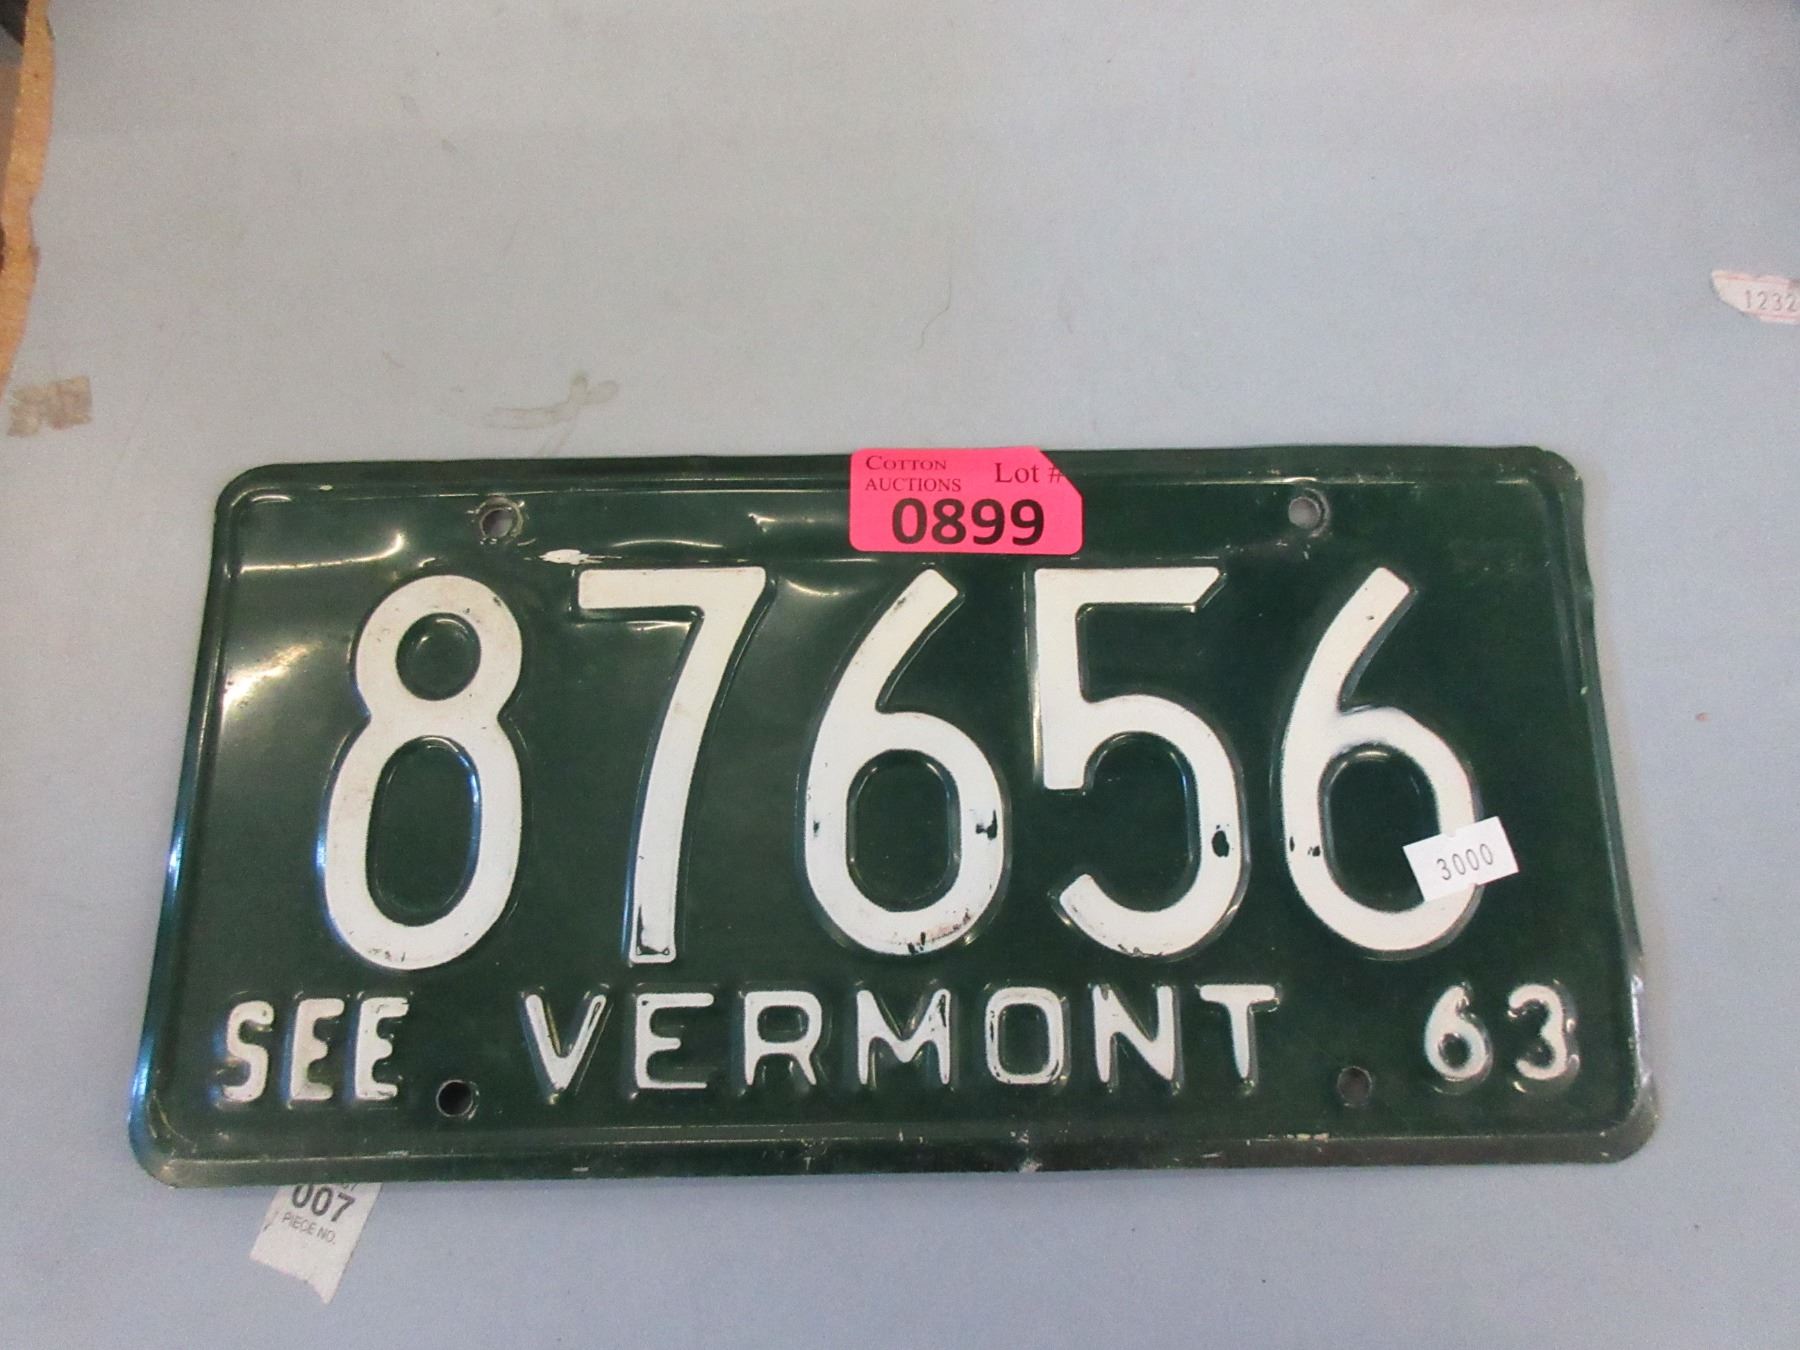 1232
COTTON Lot #
AUCTIONS
0899
87656
3000
SEE VERMONT 63
007
PIECE NO.